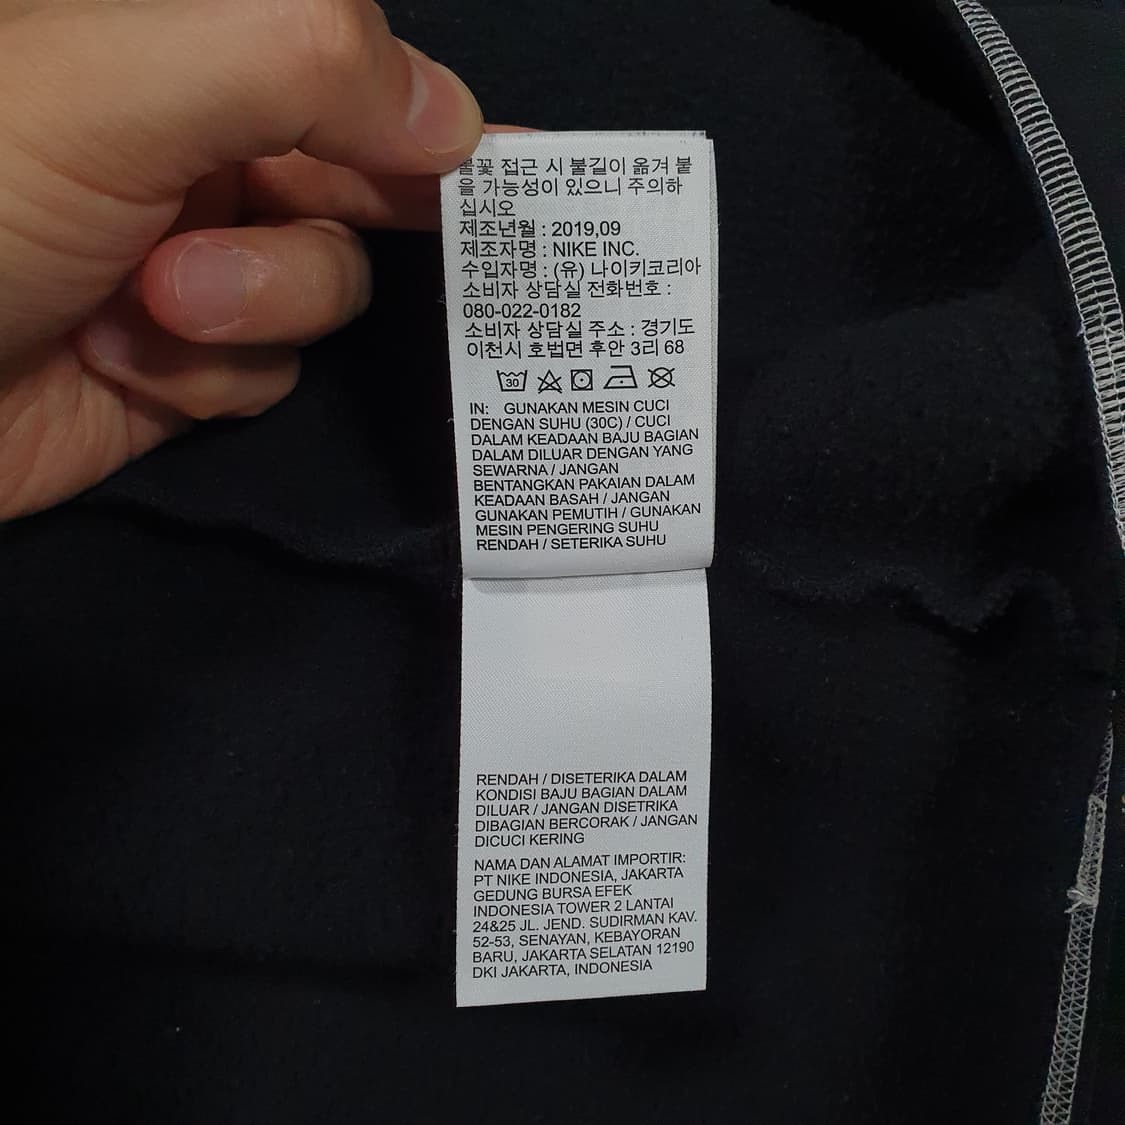 불꽃 접근 시 불길이 옮겨 붙
을 가능성이 있으니 주의하
십시오
제조년월 : 2019,09
제조자명 : NIKE INC.
수입자명 : (유) 나이키코리아
소비자 상담실 전화번호 :
080-022-0182
소비자 상담실 주소 : 경기도
이천시 호법면 후안 3리 68
30
IN: GUNAKAN MESIN CUCI
DENGAN SUHU (30C) / CUCI
DALAM KEADAAN BAJU BAGIAN
DALAM DILUAR DENGAN YANG
SEWARNA / JANGAN
BENTANGKAN PAKAIAN DALAM
KEADAAN BASAH / JANGAN
GUNAKAN PEMUTIH / GUNAKAN
MESIN PENGERING SUHU
RENDAH / SETERIKA SUHU
RENDAH / DISETERIKA DALAM
KONDISI BAJU BAGIAN DALAM
DILUAR / JANGAN DISETRIKA
DIBAGIAN BERCORAK / JANGAN
DICUCI KERING
NAMA DAN ALAMAT IMPORTIR:
PT NIKE INDONESIA, JAKARTA
GEDUNG BURSA EFEK
INDONESIA TOWER 2 LANTAI
24&25 JL. JEND. SUDIRMAN KAV.
52-53, SENAYAN, KEBAYORAN
BARU, JAKARTA SELATAN 12190
DKI JAKARTA, INDONESIA